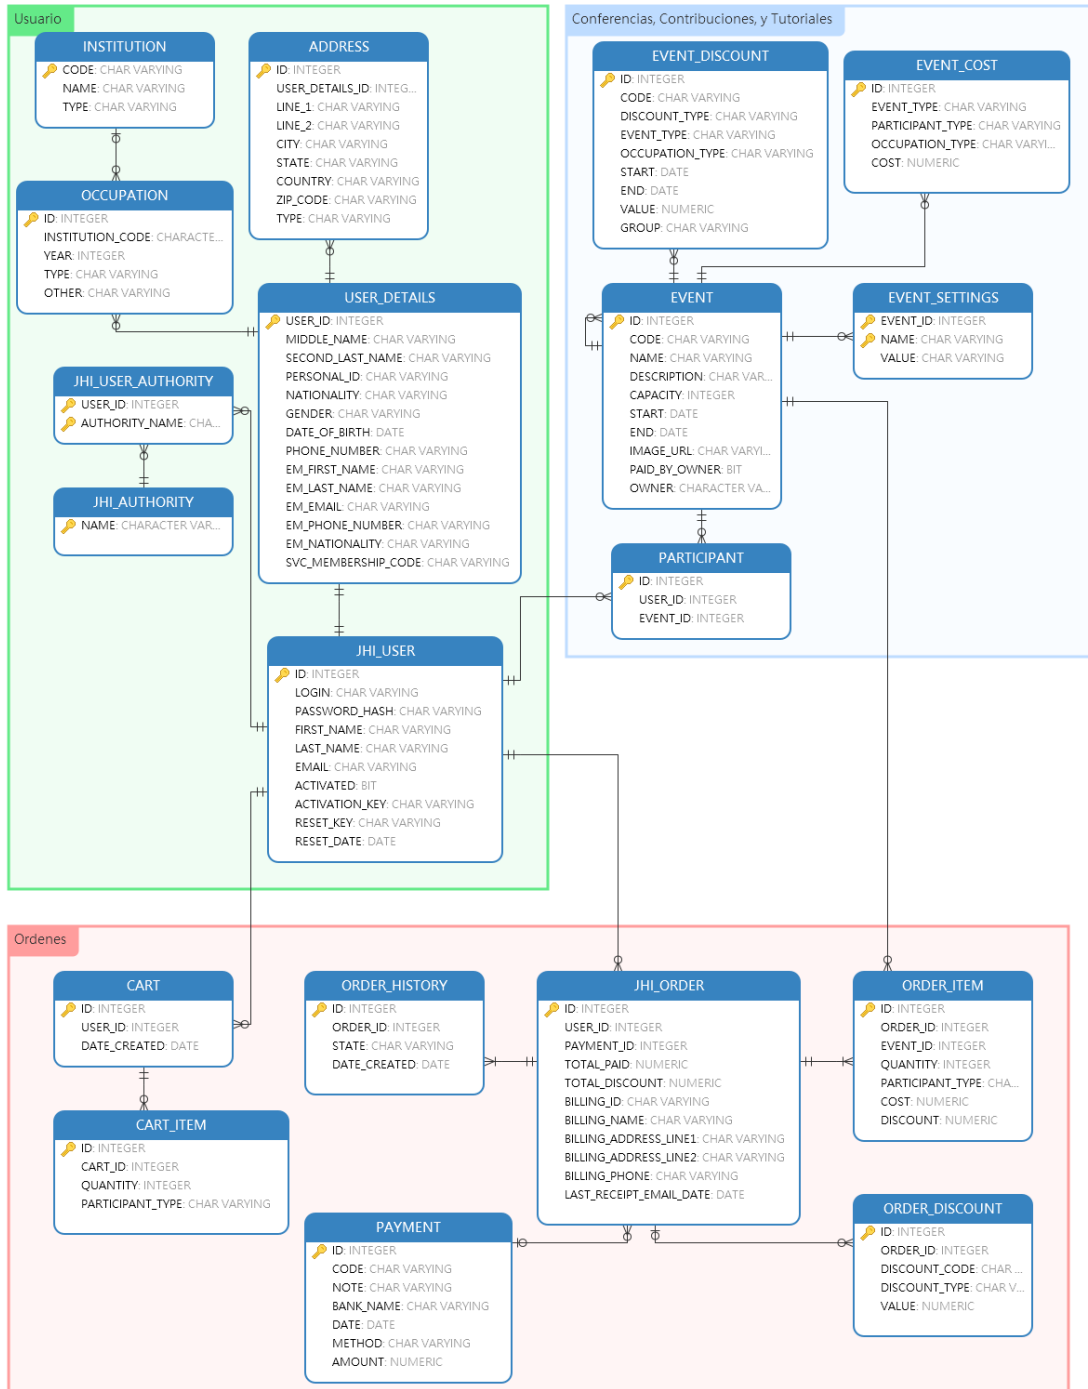 Usuario
INSTITUTION
CODE: CHAR VARYING
NAME: CHAR VARYING
TYPE: CHAR VARYING
ADDRESS
ID: INTEGER
USER_DETAILS_ID: INTEG...
LINE_1: CHAR VARYING
LINE_2: CHAR VARYING
CITY: CHAR VARYING
STATE: CHAR VARYING
COUNTRY: CHAR VARYING
ZIP_CODE: CHAR VARYING
TYPE: CHAR VARYING
OCCUPATION
ID: INTEGER
INSTITUTION_CODE: CHARACTE...
YEAR: INTEGER
TYPE: CHAR VARYING
OTHER: CHAR VARYING
USER_DETAILS
USER_ID: INTEGER
MIDDLE_NAME: CHAR VARYING
SECOND_LAST_NAME: CHAR VARYING
PERSONAL_ID: CHAR VARYING
NATIONALITY: CHAR VARYING
GENDER: CHAR VARYING
DATE_OF_BIRTH: DATE
PHONE_NUMBER: CHAR VARYING
EM_FIRST_NAME: CHAR VARYING
EM_LAST_NAME: CHAR VARYING
EM_EMAIL: CHAR VARYING
EM_PHONE_NUMBER: CHAR VARYING
EM_NATIONALITY: CHAR VARYING
SVC_MEMBERSHIP_CODE: CHAR VARYING
JHI_USER_AUTHORITY
USER_ID: INTEGER
AUTHORITY_NAME: CHA...
JHI_AUTHORITY
NAME: CHARACTER VAR...
JHI_USER
ID: INTEGER
LOGIN: CHAR VARYING
PASSWORD_HASH: CHAR VARYING
FIRST_NAME: CHAR VARYING
LAST_NAME: CHAR VARYING
EMAIL: CHAR VARYING
ACTIVATED: BIT
ACTIVATION_KEY: CHAR VARYING
RESET_KEY: CHAR VARYING
RESET_DATE: DATE
Conferencias, Contribuciones, y Tutoriales
EVENT_DISCOUNT
ID: INTEGER
CODE: CHAR VARYING
DISCOUNT_TYPE: CHAR VARYING
EVENT_TYPE: CHAR VARYING
OCCUPATION_TYPE: CHAR VARYING
START: DATE
END: DATE
VALUE: NUMERIC
GROUP: CHAR VARYING
EVENT_COST
ID: INTEGER
EVENT_TYPE: CHAR VARYING
PARTICIPANT_TYPE: CHAR VARYING
OCCUPATION_TYPE: CHAR VARYI...
COST: NUMERIC
EVENT
ID: INTEGER
CODE: CHAR VARYING
NAME: CHAR VARYING
DESCRIPTION: CHAR VAR...
CAPACITY: INTEGER
START: DATE
END: DATE
IMAGE_URL: CHAR VARYI...
PAID_BY_OWNER: BIT
OWNER: CHARACTER VA...
EVENT_SETTINGS
EVENT_ID: INTEGER
NAME: CHAR VARYING
VALUE: CHAR VARYING
PARTICIPANT
ID: INTEGER
USER_ID: INTEGER
EVENT_ID: INTEGER
Ordenes
CART
ID: INTEGER
USER_ID: INTEGER
DATE_CREATED: DATE
CART_ITEM
ID: INTEGER
CART_ID: INTEGER
QUANTITY: INTEGER
PARTICIPANT_TYPE: CHAR VARYING
ORDER_HISTORY
ID: INTEGER
ORDER_ID: INTEGER
STATE: CHAR VARYING
DATE_CREATED: DATE
JHI_ORDER
ID: INTEGER
USER_ID: INTEGER
PAYMENT_ID: INTEGER
TOTAL_PAID: NUMERIC
TOTAL_DISCOUNT: NUMERIC
BILLING_ID: CHAR VARYING
BILLING_NAME: CHAR VARYING
BILLING_ADDRESS_LINE1: CHAR VARYING
BILLING_ADDRESS_LINE2: CHAR VARYING
BILLING_PHONE: CHAR VARYING
LAST_RECEIPT_EMAIL_DATE: DATE
ORDER_ITEM
ID: INTEGER
ORDER_ID: INTEGER
EVENT_ID: INTEGER
QUANTITY: INTEGER
PARTICIPANT_TYPE: CHA...
COST: NUMERIC
DISCOUNT: NUMERIC
PAYMENT
ID: INTEGER
CODE: CHAR VARYING
NOTE: CHAR VARYING
BANK_NAME: CHAR VARYING
DATE: DATE
METHOD: CHAR VARYING
AMOUNT: NUMERIC
ORDER_DISCOUNT
ID: INTEGER
ORDER_ID: INTEGER
DISCOUNT_CODE: CHAR ...
DISCOUNT_TYPE: CHAR V...
VALUE: NUMERIC